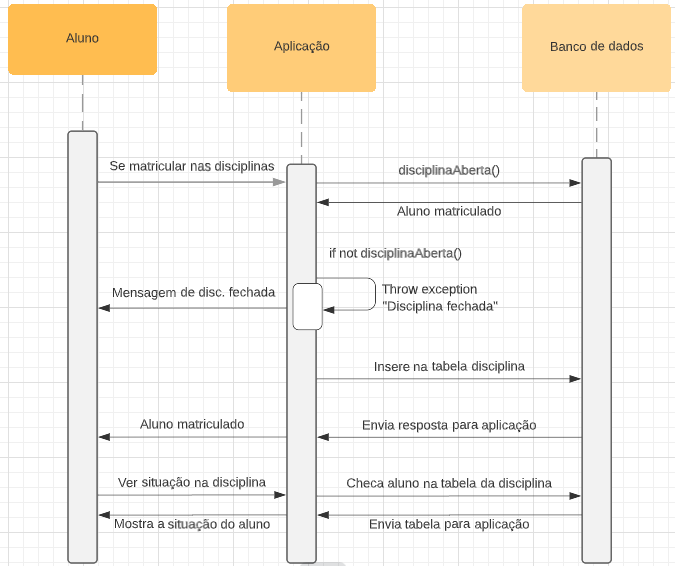 Aluno
Aplicação
Banco de dados
Se matricular nas disciplinas
disciplinaAberta()
Aluno matriculado
if not disciplinaAberta()
Mensagem de disc. fechada
Throw exception
"Disciplina fechada"
Insere na tabela disciplina
Aluno matriculado
Envia resposta para aplicação
Ver situação na disciplina
Checa aluno na tabela da disciplina
Mostra a situação do aluno
Envia tabela para aplicação